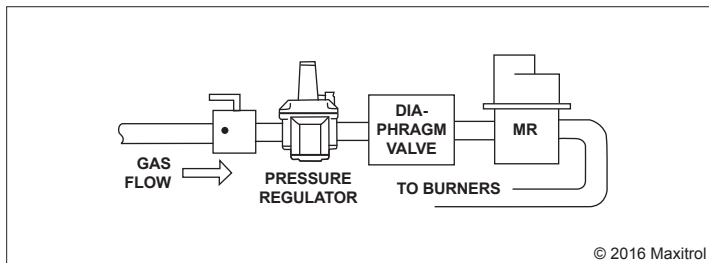 GAS
FLOW
PRESSURE
REGULATOR
DIA-
PHRAGM
VALVE
MR
TO BURNERS
© 2016 Maxitrol